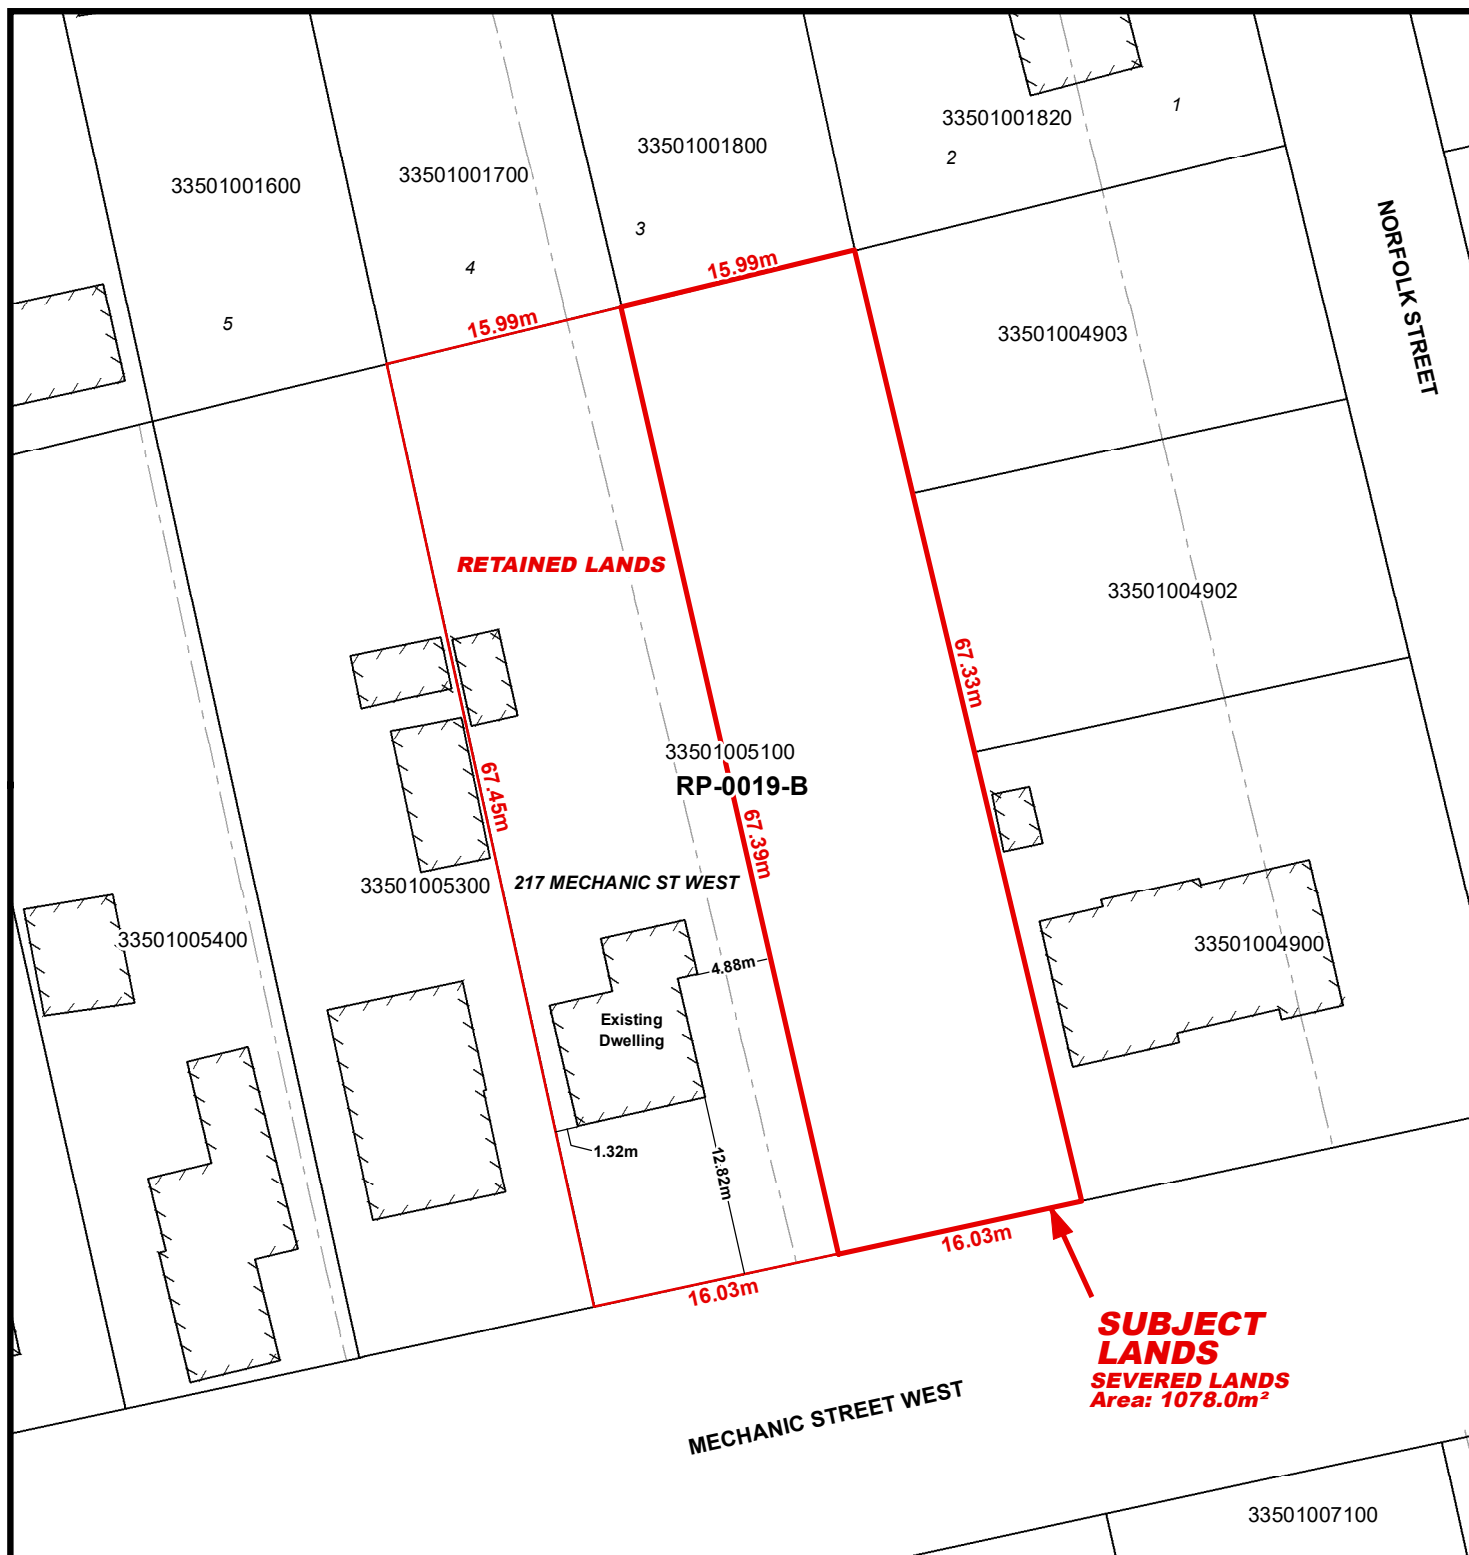 33501001820
1
33501001800
2
33501001700
33501001600
3
NORFOLK STREET
4
15.99m
5
15.99m
33501004903
RETAINED LANDS
33501004902
67.33m
33501005100
RP-0019-B
67.45m
67.39m
33501005300
217 MECHANIC ST WEST
33501005400
33501004900
4.88m
Existing
Dwelling
1.32m
12.82m
16.03m
16.03m
SUBJECT
LANDS
SEVERED LANDS
Area: 1078.0m²
MECHANIC STREET WEST
33501007100